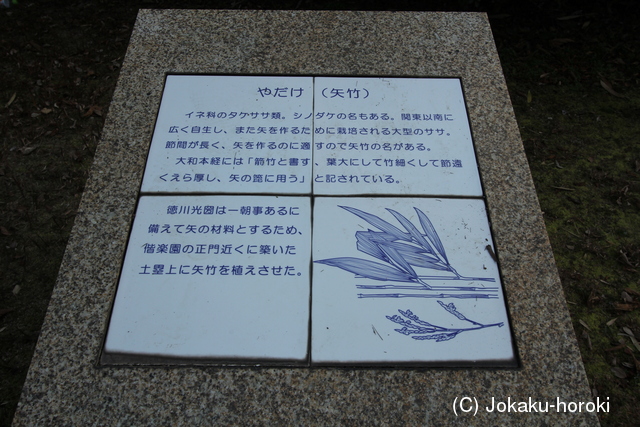 やだけ（矢竹）
イネ科のタケササ類。シノダケの名もある。関東以南に
広く自生し、また矢を作るために栽培される大型のササ。
節間が長く、矢を作るのに適すので矢竹の名がある。
大和本経には「箭竹と書す、葉大にして竹細くして節遠
くえら厚し、矢の箆に用う」と記されている。
徳川光圀は一朝事あるに
備えて矢の材料とするため、
偕楽園の正門近くに築いた
土塁上に矢竹を植えさせた。
(C) Jokaku-horoki